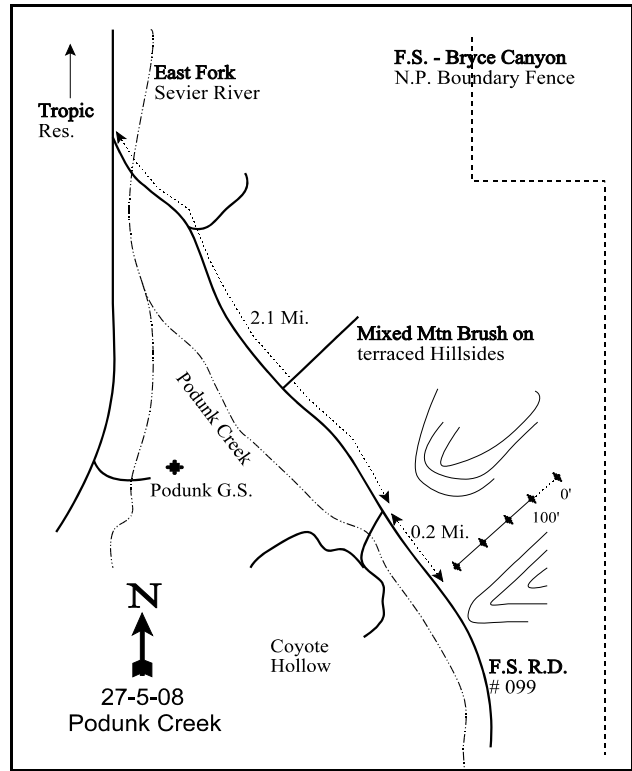 F.S. - Bryce Canyon
N.P. Boundary Fence
East Fork
Sevier River
Tropic
Res.
2.1 Mi.
Mixed Mtn Brush on
terraced Hillsides
Podunk Creek
Podunk G.S.
0'
100'
0.2 Mi.
N
27-5-08
Podunk Creek
Coyote
Hollow
F.S. R.D.
# 099